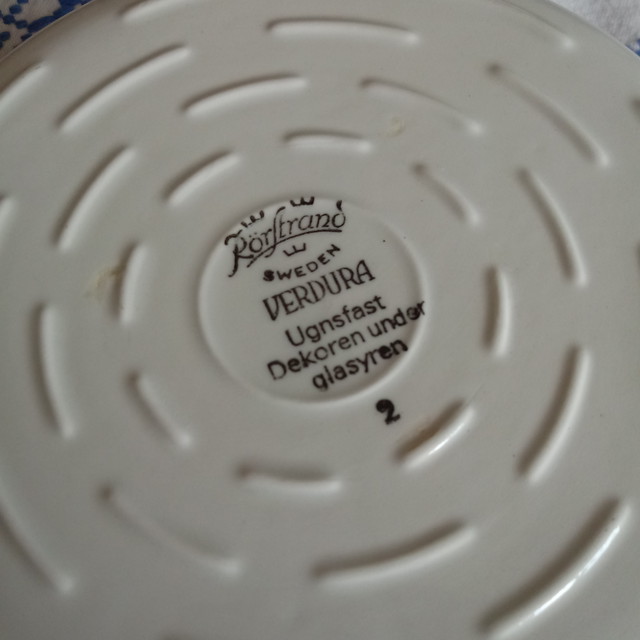 Rörstrand
SWEDEN
VERDURA
Ugnsfast
Dekoren under
glasyren
2